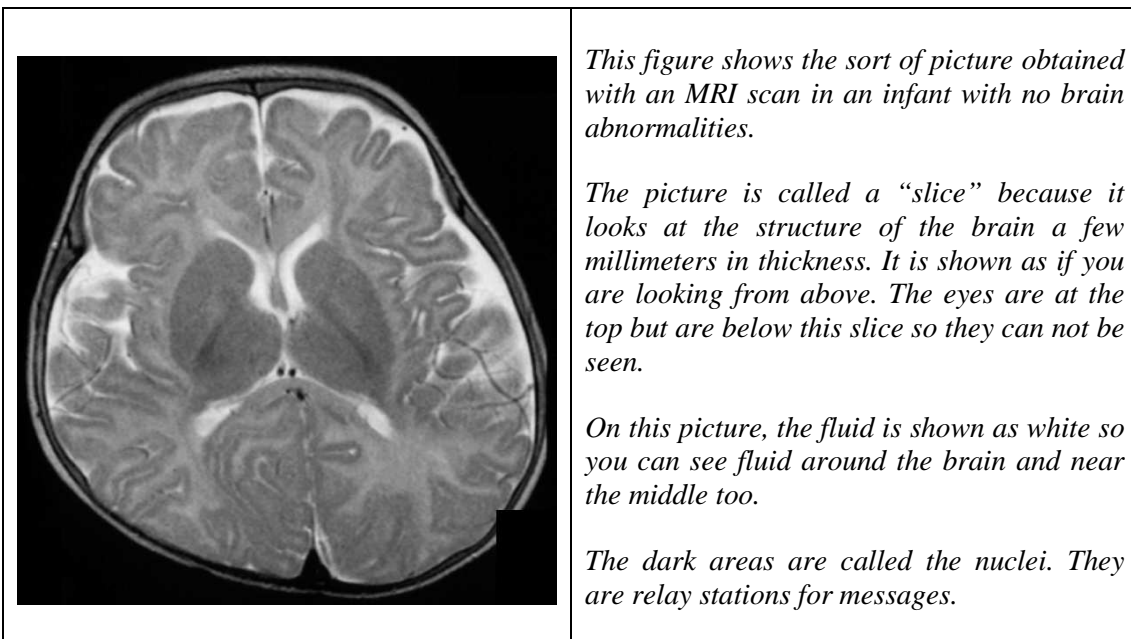 This figure shows the sort of picture obtained
with an MRI scan in an infant with no brain
abnormalities.
The picture is called a “slice” because it
looks at the structure of the brain a few
millimeters in thickness. It is shown as if you
are looking from above. The eyes are at the
top but are below this slice so they can not be
seen.
On this picture, the fluid is shown as white so
you can see fluid around the brain and near
the middle too.
The dark areas are called the nuclei. They
are relay stations for messages.